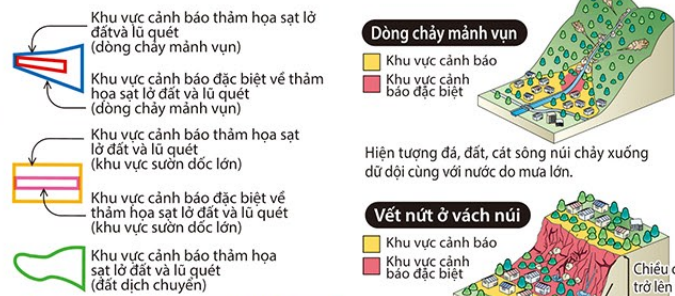 Khu vực cảnh báo thảm họa sạt lở
đấtvà lũ quét
(dòng chảy mảnh vụn)
Khu vực cảnh báo đặc biệt về thảm
họa sạt lở đất và lũ quét
(dòng chảy mảnh vụn)
Khu vực cảnh báo thảm họa sạt
lở đất và lũ quét
(khu vực sườn dốc lớn)
Khu vực cảnh báo đặc biệt về
thảm họa sạt lở đất và lũ quét
(khu vực sườn dốc lớn)
Khu vực cảnh báo thảm họa
sạt lở đất và lũ quét
(đất dịch chuyển)
Dòng chảy mảnh vụn
Khu vực cảnh báo
Khu vực cảnh
báo đặc biệt
Hiện tượng đá, đất, cát sông núi chảy xuống
dữ dội cùng với nước do mưa lớn.
Vết nứt ở vách núi
Khu vực cảnh báo
Khu vực cảnh
báo đặc biệt
Chiều
trở lên